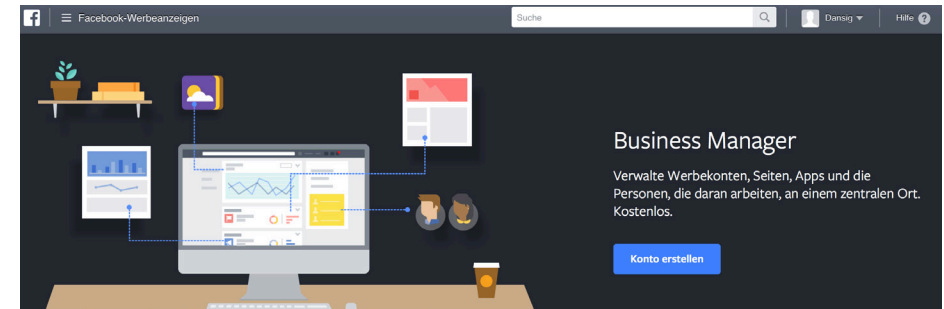 f Facebook-Werbeanzeigen Suche Dansig Hilfe ?
Business Manager
Verwalte Werbekonten, Seiten, Apps und die
Personen, die daran arbeiten, an einem zentralen Ort.
Kostenlos.
Konto erstellen